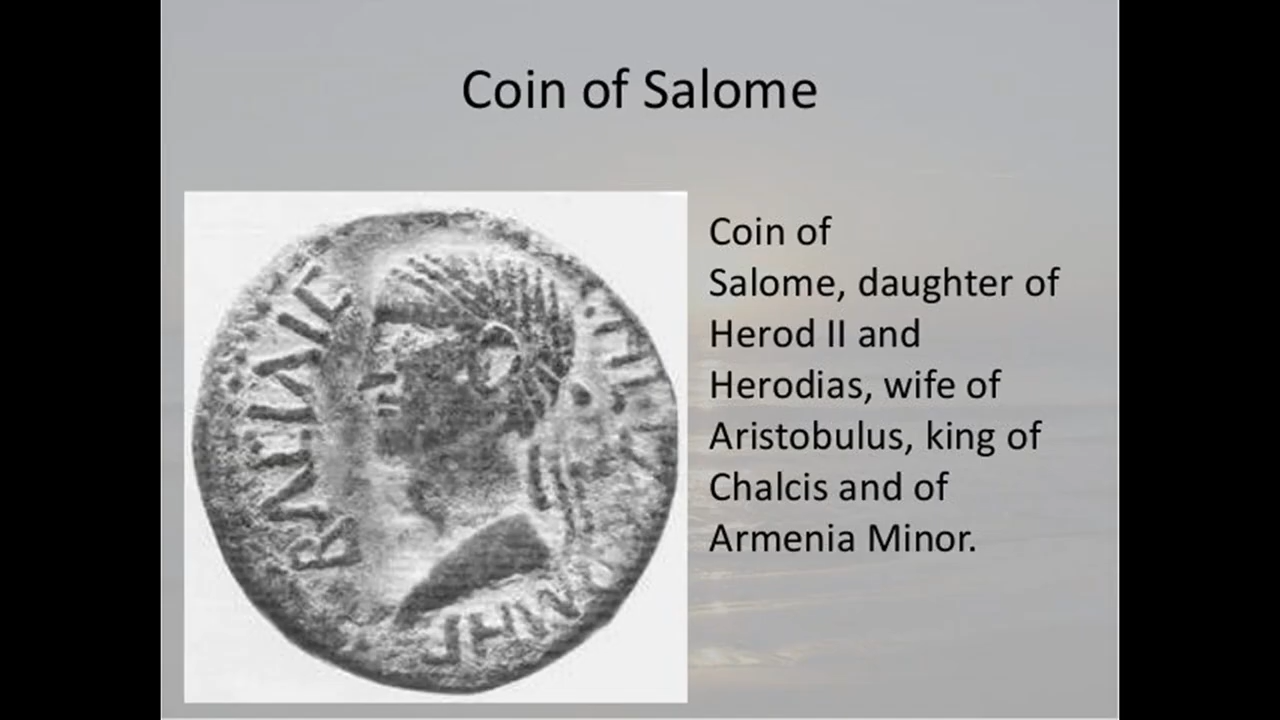 Coin of Salome
Coin of
Salome, daughter of
Herod II and
Herodias, wife of
Aristobulus, king of
Chalcis and of
Armenia Minor.